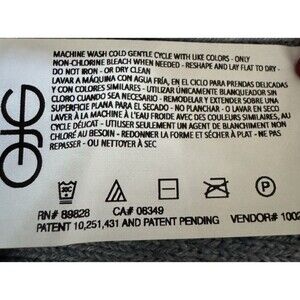 MACHINE WASH COLD GENTLE CYCLE WITH LIKE COLORS - ONLY
NON-CHLORINE BLEACH WHEN NEEDED - RESHAPE AND LAY FLAT TO DRY -
DO NOT IRON - OR DRY CLEAN
LAVAR A MÁQUINA CON AGUA FRÍA, EN EL CICLO PARA PRENDAS DELICADAS
Y CON COLORES SIMILARES - UTILIZAR ÚNICAMENTE BLANQUEADOR SIN
CLORO CUANDO SEA NECESARIO - REMODELAR Y EXTENDER SOBRE UNA
SUPERFICIE PLANA PARA EL SECADO - NO PLANCHAR - O LAVAR EN SECO
LAVER À LA MACHINE À L'EAU FROIDE AVEC DES COULEURS SIMILAIRES, AU
CYCLE DÉLICAT - UTILISER SEULEMENT UN AGENT DE BLANCHIMENT NON
CHLORÉ AU BESOIN - REDONNER LA FORME ET SÉCHER À PLAT - NE PAS
REPASSER - OU NETTOYER À SEC
RN# 89828 CA# 08349 VENDOR# 1002
PATENT 10,251,431 AND PATENT PENDING